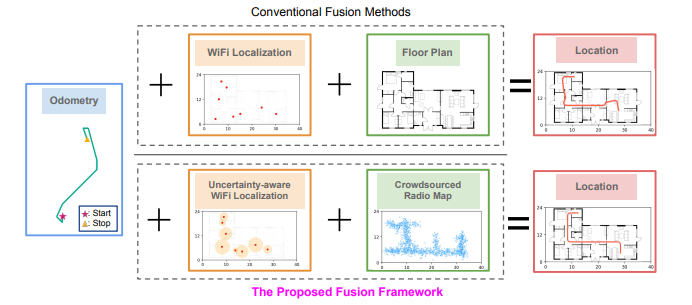 Conventional Fusion Methods
WiFi Localization
Floor Plan
Location
24
12
0
0 10 20 30 40
24
12
0
0 10 20 30 40
Odometry
: Start
: Stop
Uncertainty-aware
WiFi Localization
Crowdsourced
Radio Map
Location
24
12
0
0 10 20 30 40
24
12
0
0 10 20 30 40
24
12
0
0 10 20 30 40
The Proposed Fusion Framework